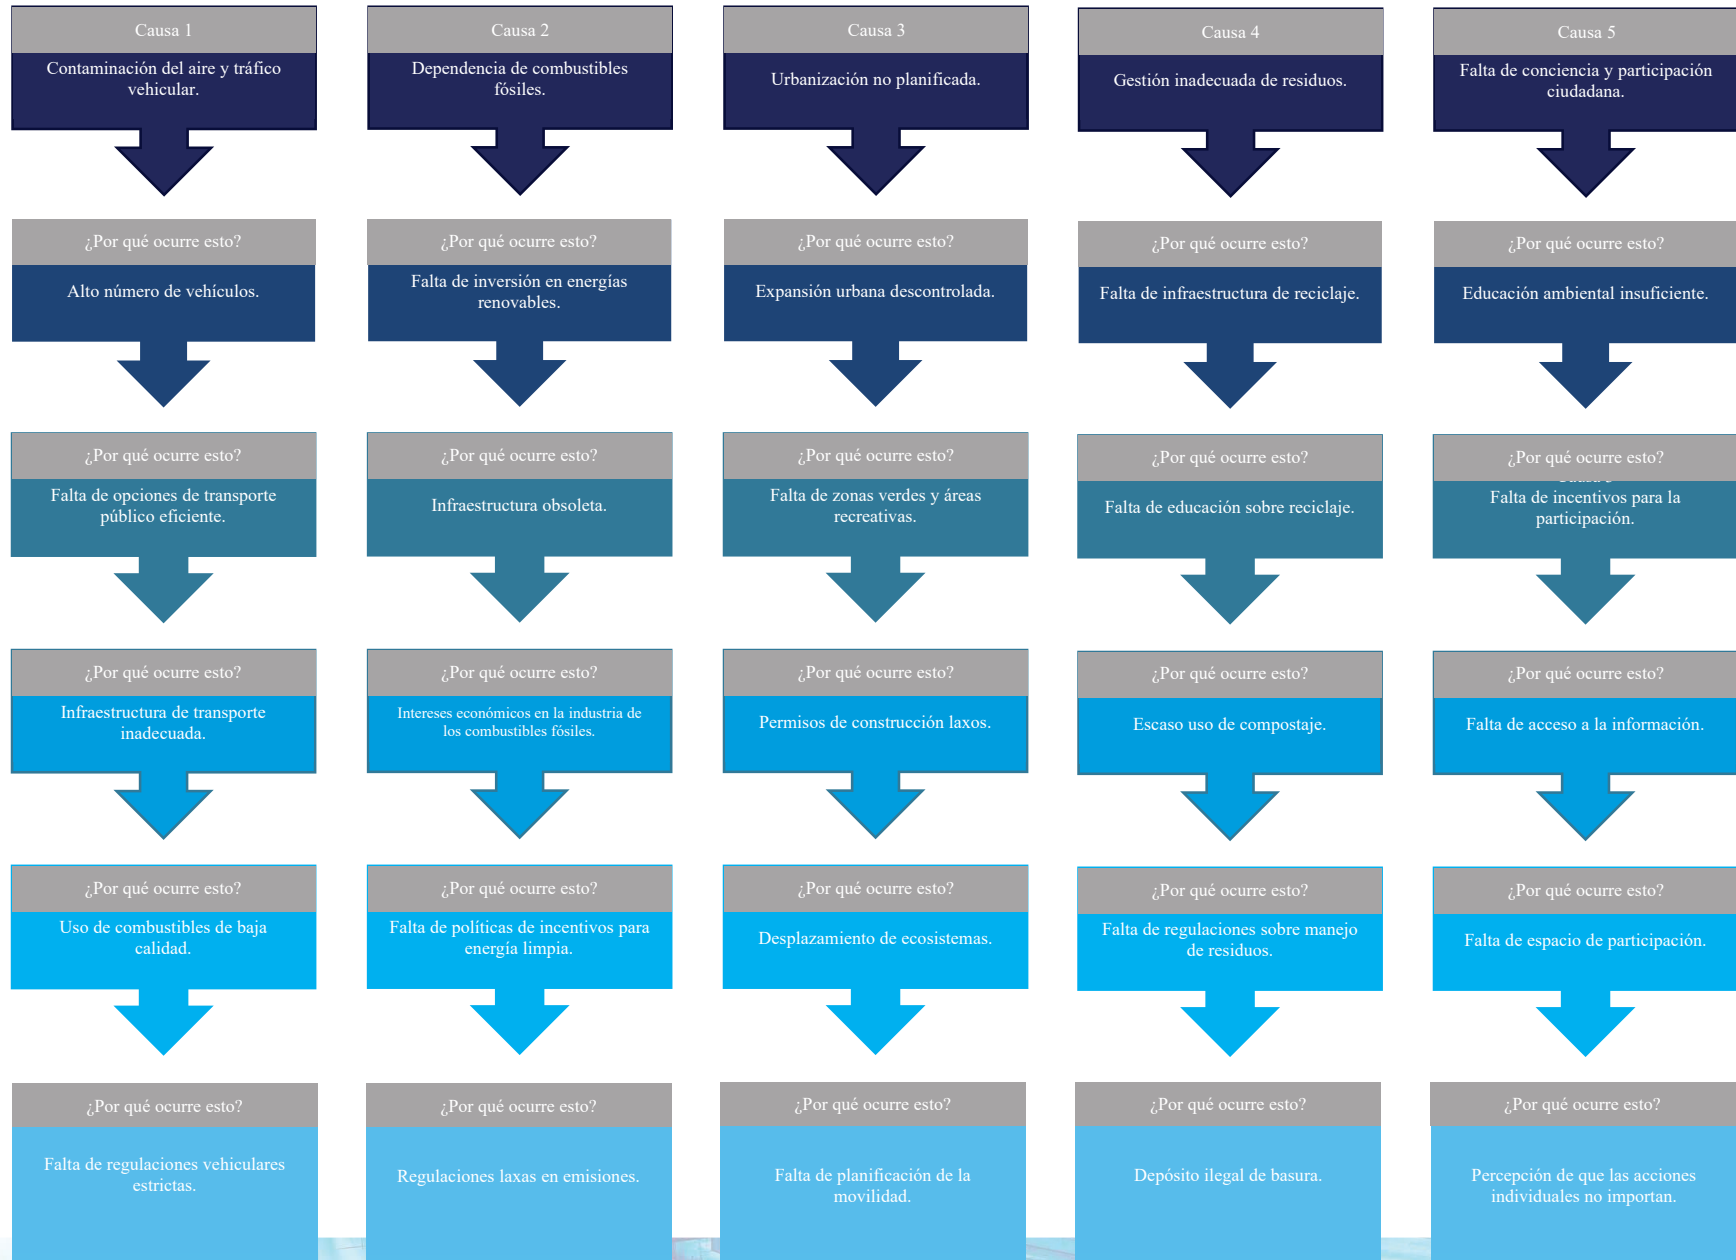 Causa 1
Contaminación del aire y tráfico
vehicular.
¿Por qué ocurre esto?
Alto número de vehículos.
¿Por qué ocurre esto?
Falta de opciones de transporte
público eficiente.
¿Por qué ocurre esto?
Infraestructura de transporte
inadecuada.
¿Por qué ocurre esto?
Uso de combustibles de baja
calidad.
¿Por qué ocurre esto?
Falta de regulaciones vehiculares
estrictas.
Causa 2
Dependencia de combustibles
fósiles.
¿Por qué ocurre esto?
Falta de inversión en energías
renovables.
¿Por qué ocurre esto?
Infraestructura obsoleta.
¿Por qué ocurre esto?
Intereses económicos en la industria de
los combustibles fósiles.
¿Por qué ocurre esto?
Falta de políticas de incentivos para
energía limpia.
¿Por qué ocurre esto?
Regulaciones laxas en emisiones.
Causa 3
Urbanización no planificada.
¿Por qué ocurre esto?
Expansión urbana descontrolada.
¿Por qué ocurre esto?
Falta de zonas verdes y áreas
recreativas.
¿Por qué ocurre esto?
Permisos de construcción laxos.
¿Por qué ocurre esto?
Desplazamiento de ecosistemas.
¿Por qué ocurre esto?
Falta de planificación de la
movilidad.
Causa 4
Gestión inadecuada de residuos.
¿Por qué ocurre esto?
Falta de infraestructura de reciclaje.
¿Por qué ocurre esto?
Falta de educación sobre reciclaje.
¿Por qué ocurre esto?
Escaso uso de compostaje.
¿Por qué ocurre esto?
Falta de regulaciones sobre manejo
de residuos.
¿Por qué ocurre esto?
Depósito ilegal de basura.
Causa 5
Falta de conciencia y participación
ciudadana.
¿Por qué ocurre esto?
Educación ambiental insuficiente.
¿Por qué ocurre esto?
Falta de incentivos para la
participación.
¿Por qué ocurre esto?
Falta de acceso a la información.
¿Por qué ocurre esto?
Falta de espacio de participación.
¿Por qué ocurre esto?
Percepción de que las acciones
individuales no importan.